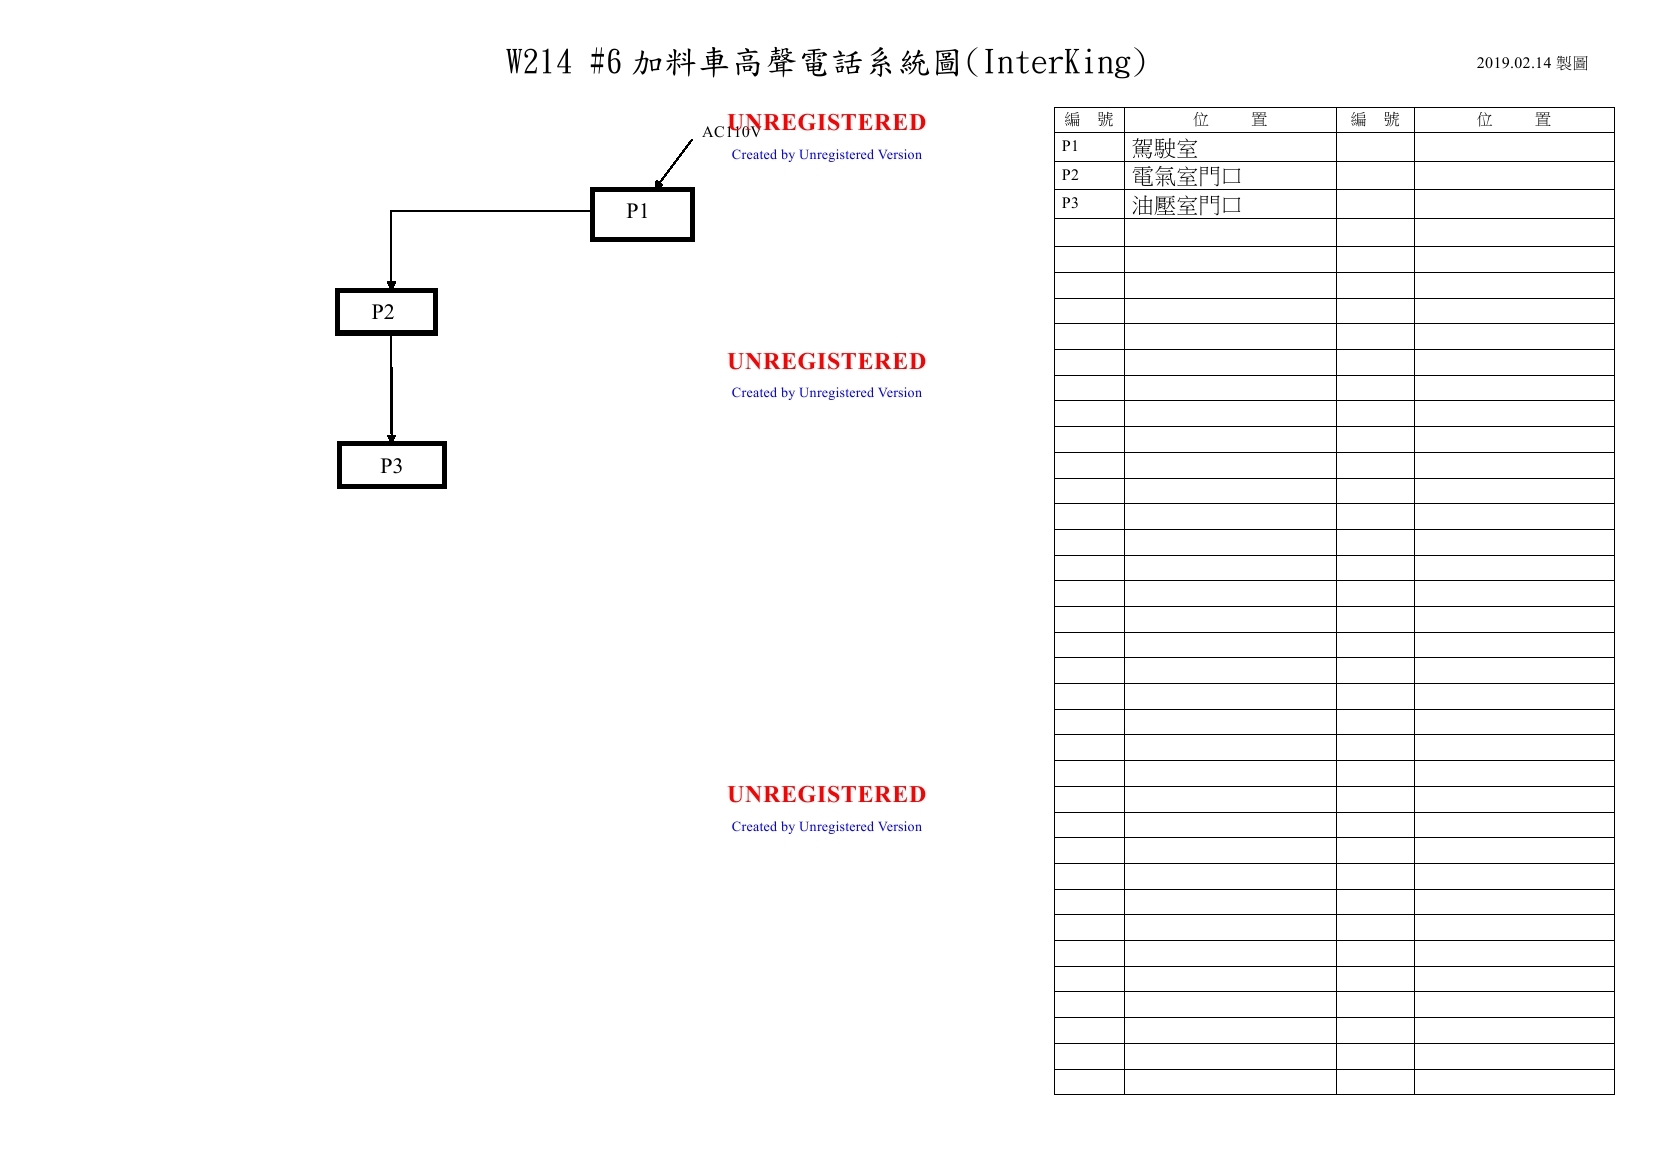 W214 #6加料車高聲電話系統圖(InterKing)
2019.02.14 製圖
UNREGISTERED
AC110V
Created by Unregistered Version
P1
P2
UNREGISTERED
Created by Unregistered Version
P3
UNREGISTERED
Created by Unregistered Version
編 號 位 置 編 號 位 置
P1 駕駛室
P2 電氣室門口
P3 油壓室門口